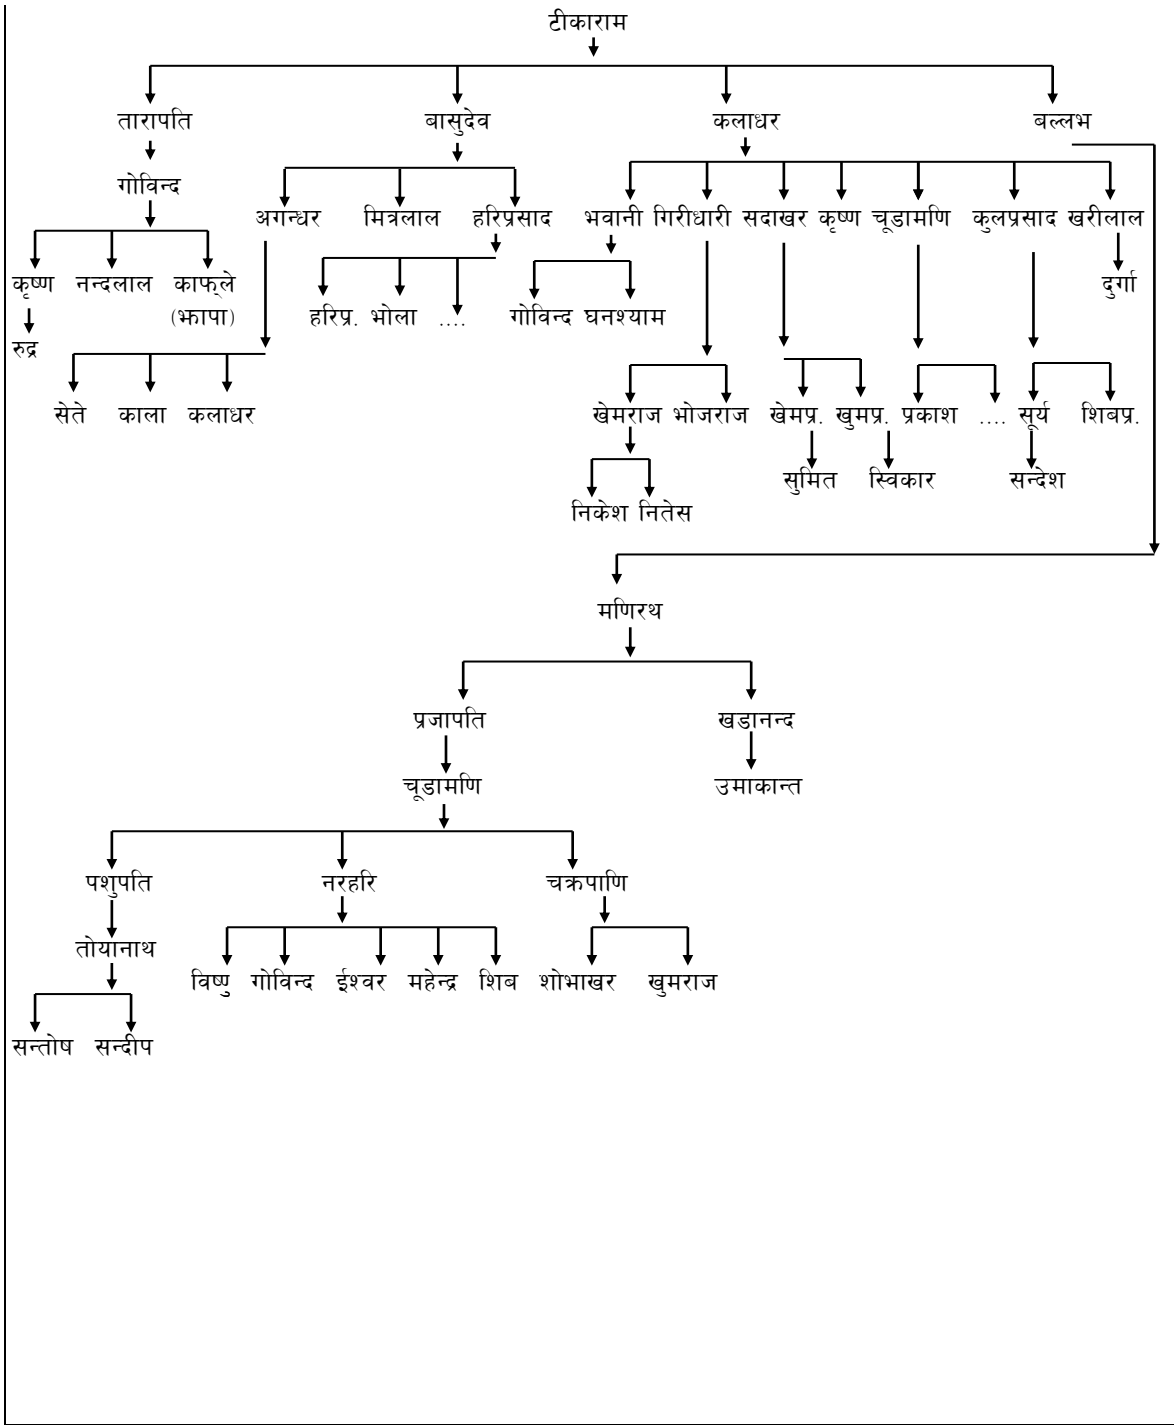 टीकाराम
तारापति बासुदेव कलाधर बल्लभ
गोविन्द
अगन्धर मित्रलाल हरिप्रसाद भवानी गिरीधारी सदाखर कृष्ण चूडामणि कुलप्रसाद खरीलाल
कृष्ण नन्दलाल काफ्ले दुर्गा
(झापा) हरिप्र. भोला .... गोविन्द घनश्याम
रुद्र
सेते काला कलाधर खेमराज भोजराज खेमप्र. खुमप्र. प्रकाश .... सूर्य शिबप्र.
सुमित स्विकार सन्देश
निकेश नितेस
मणिरथ
प्रजापति खडानन्द
चूडामणि उमाकान्त
पशुपति नरहरि चक्रपाणि
तोयानाथ
विष्णु गोविन्द ईश्वर महेन्द्र शिब शोभाखर खुमराज
सन्तोष सन्दीप